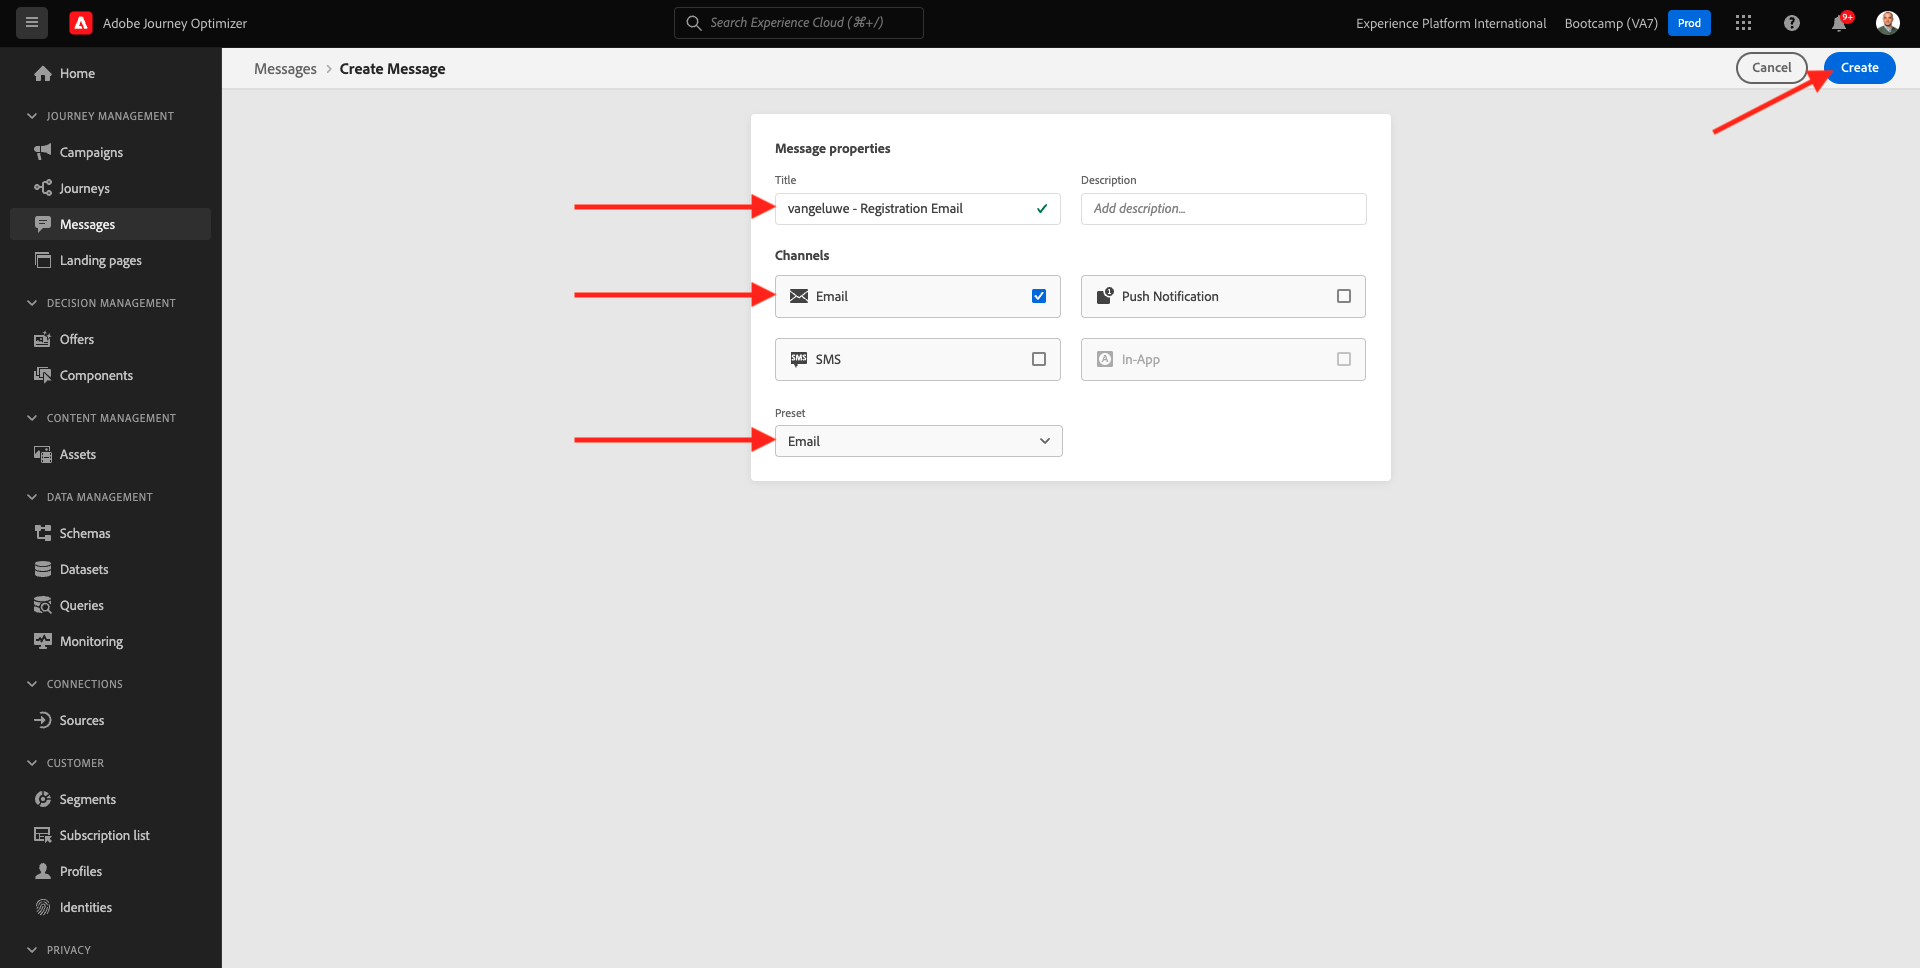 Adobe Journey Optimizer
Search Experience Cloud (⌘+/)
Experience Platform International
Bootcamp (VA7)
Prod
9+
Home
JOURNEY MANAGEMENT
Campaigns
Journeys
Messages
Landing pages
DECISION MANAGEMENT
Offers
Components
CONTENT MANAGEMENT
Assets
DATA MANAGEMENT
Schemas
Datasets
Queries
Monitoring
CONNECTIONS
Sources
CUSTOMER
Segments
Subscription list
Profiles
Identities
PRIVACY
Messages > Create Message
Cancel
Create
Message properties
Title
Description
vangeluwe - Registration Email
Add description...
Channels
Email
1
Push Notification
SMS
SMS
A
In-App
Preset
Email